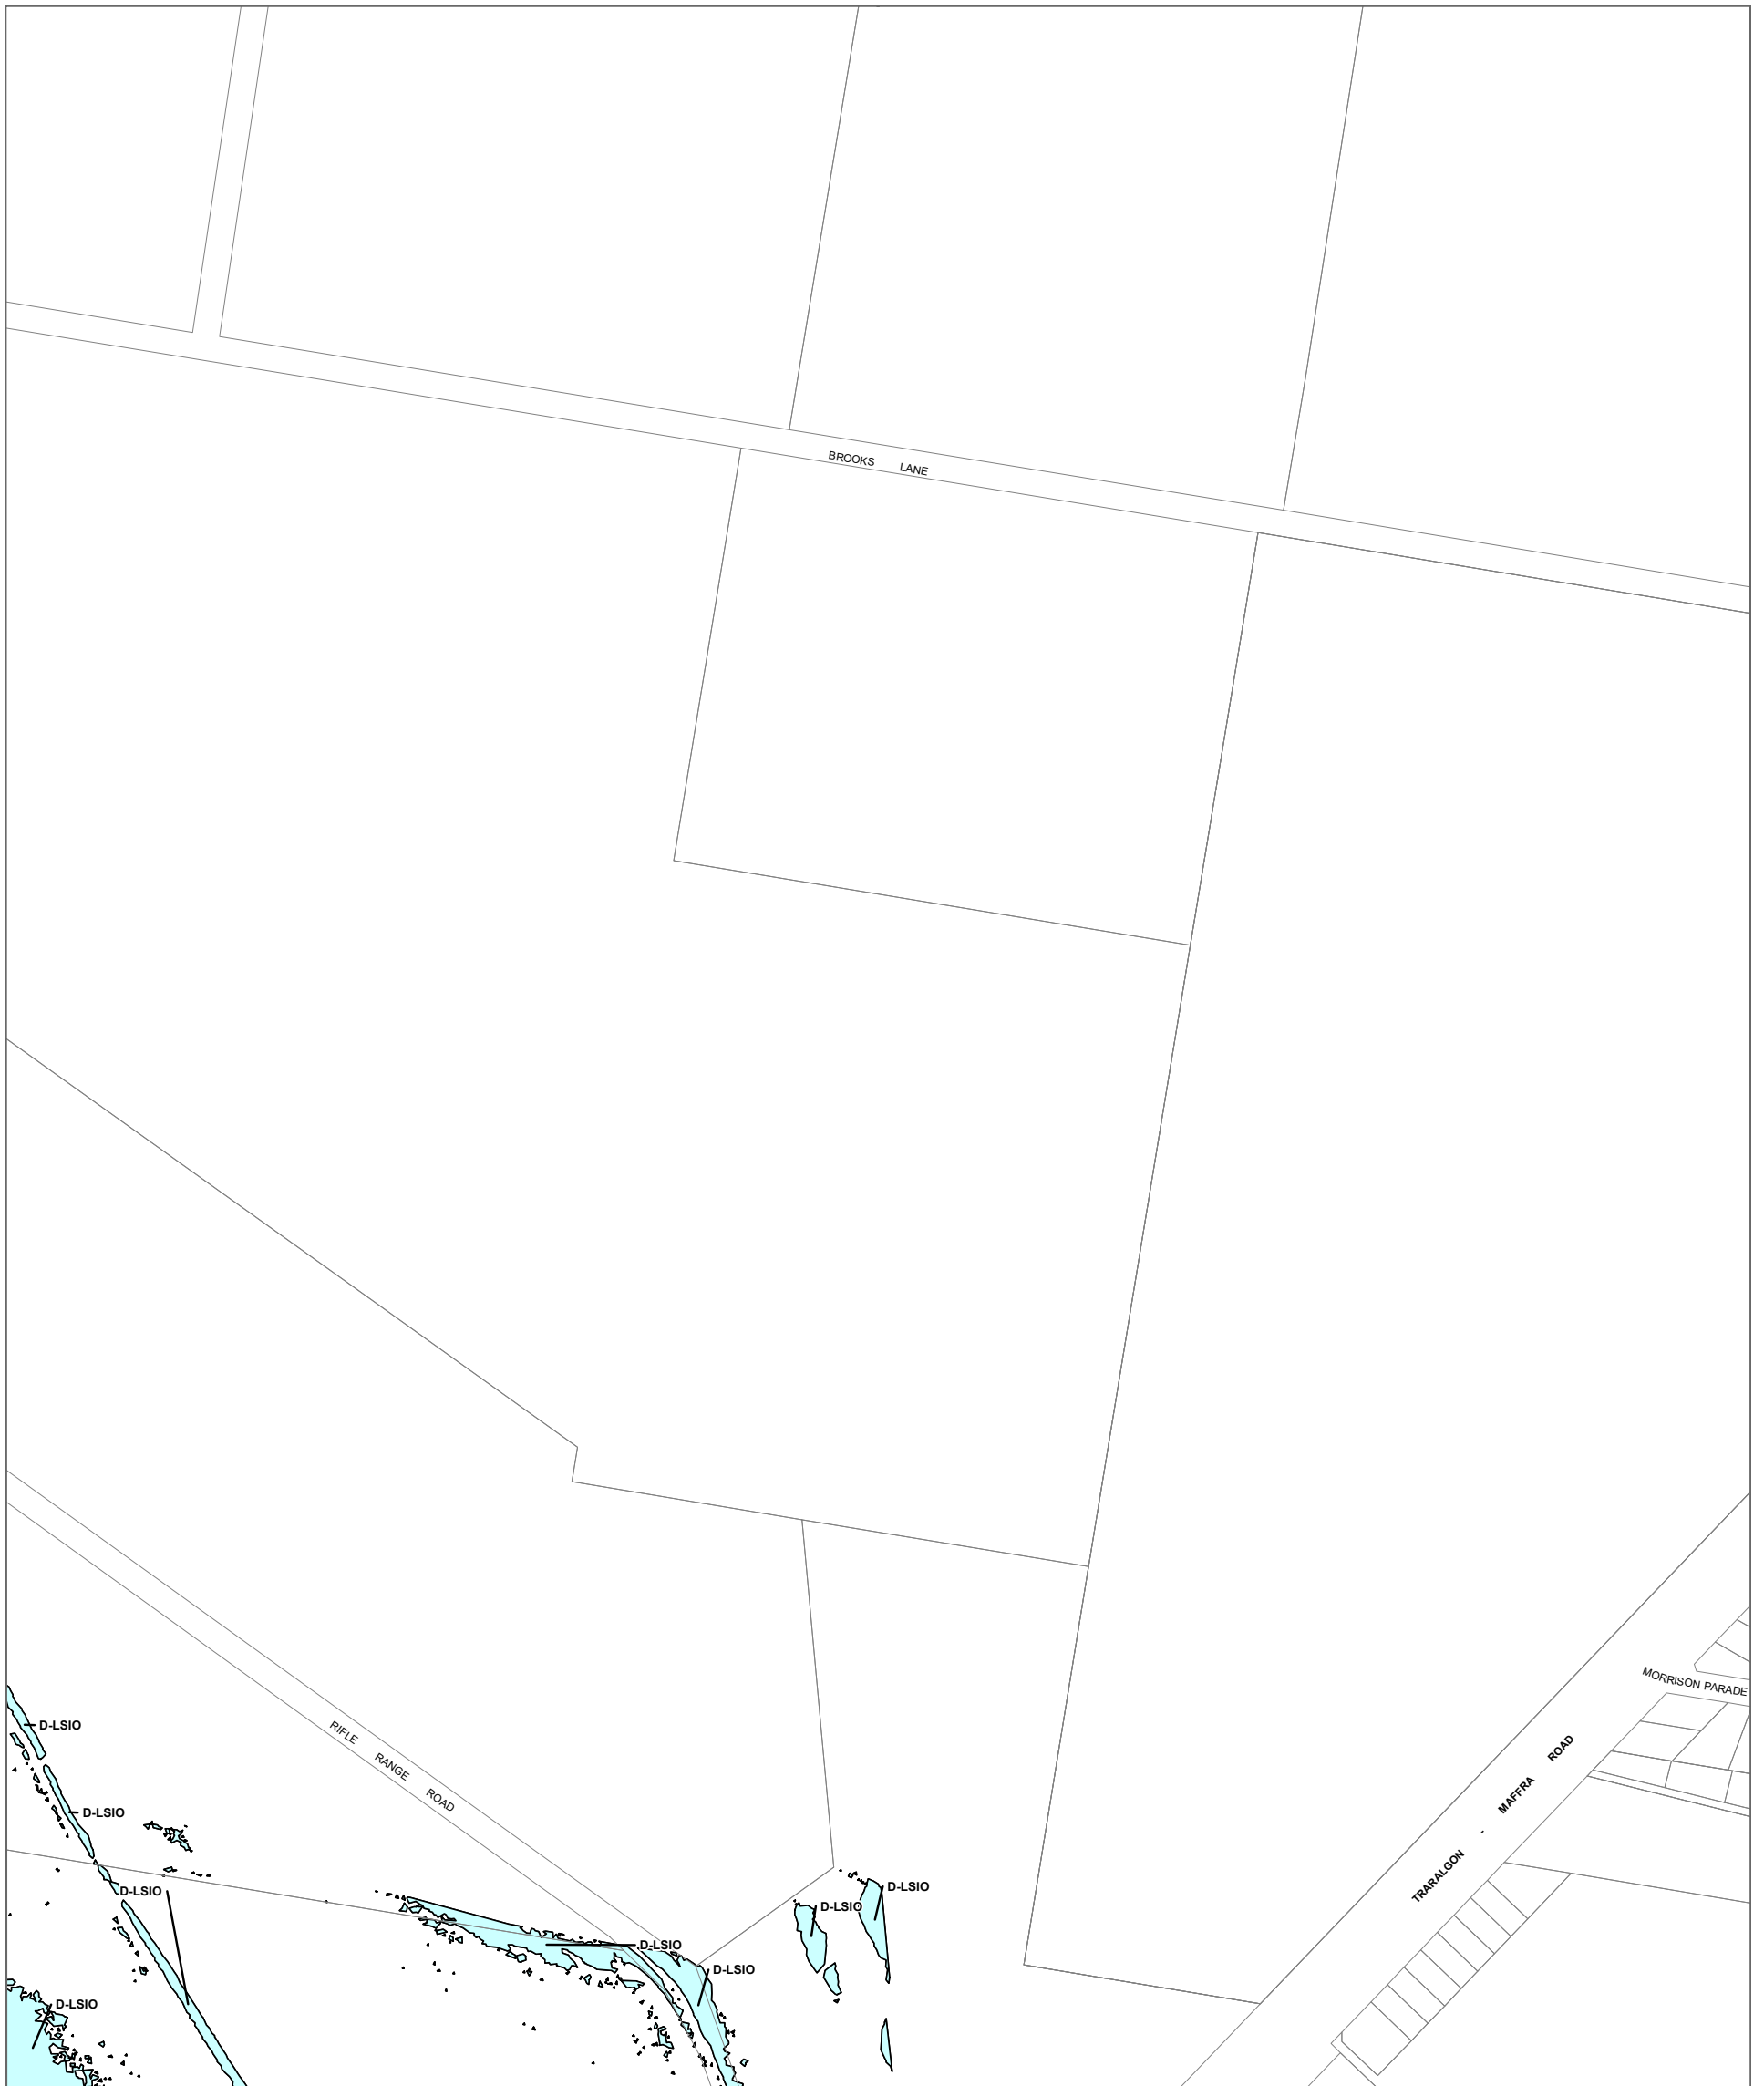 BROOKS LANE
MORRISON PARADE
D-LSIO
RIFLE RANGE ROAD
TRARALGON - MAFFRA ROAD
D-LSIO
D-LSIO
D-LSIO
D-LSIO
D-LSIO
D-LSIO
D-LSIO